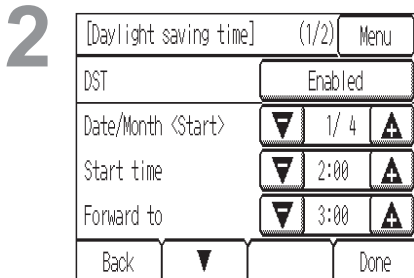 2
[Daylight saving time] (1/2) Menu
DST Enabled
Date/Month <Start> ▼ 1/ 4 ▲
Start time ▼ 2:00 ▲
Forward to ▼ 3:00 ▲
Back ▼ Done